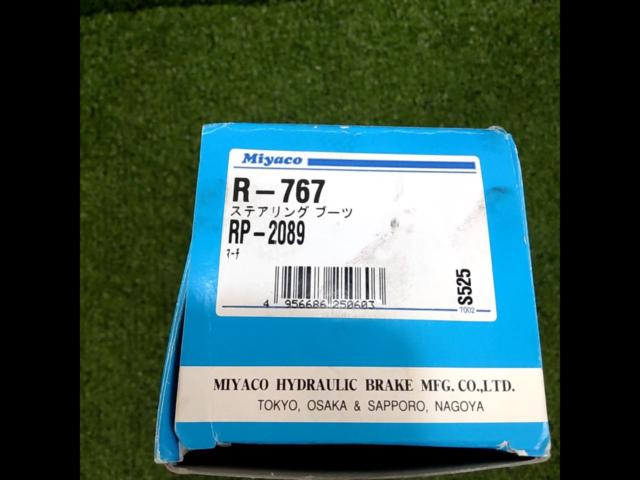 Miyaco
R-767
ステアリング ブーツ
RP-2089
マーチ
4 956686 250603
S525
7002
MIYACO HYDRAULIC BRAKE MFG. CO.,LTD.
TOKYO, OSAKA & SAPPORO, NAGOYA